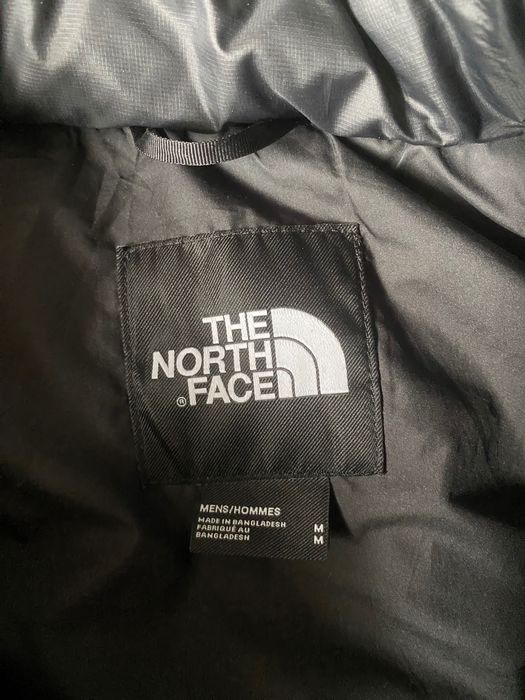 THE
NORTH
FACE
®
MENS/HOMMES
MADE IN BANGLADESH M
FABRIQUÉ AU
BANGLADESH M